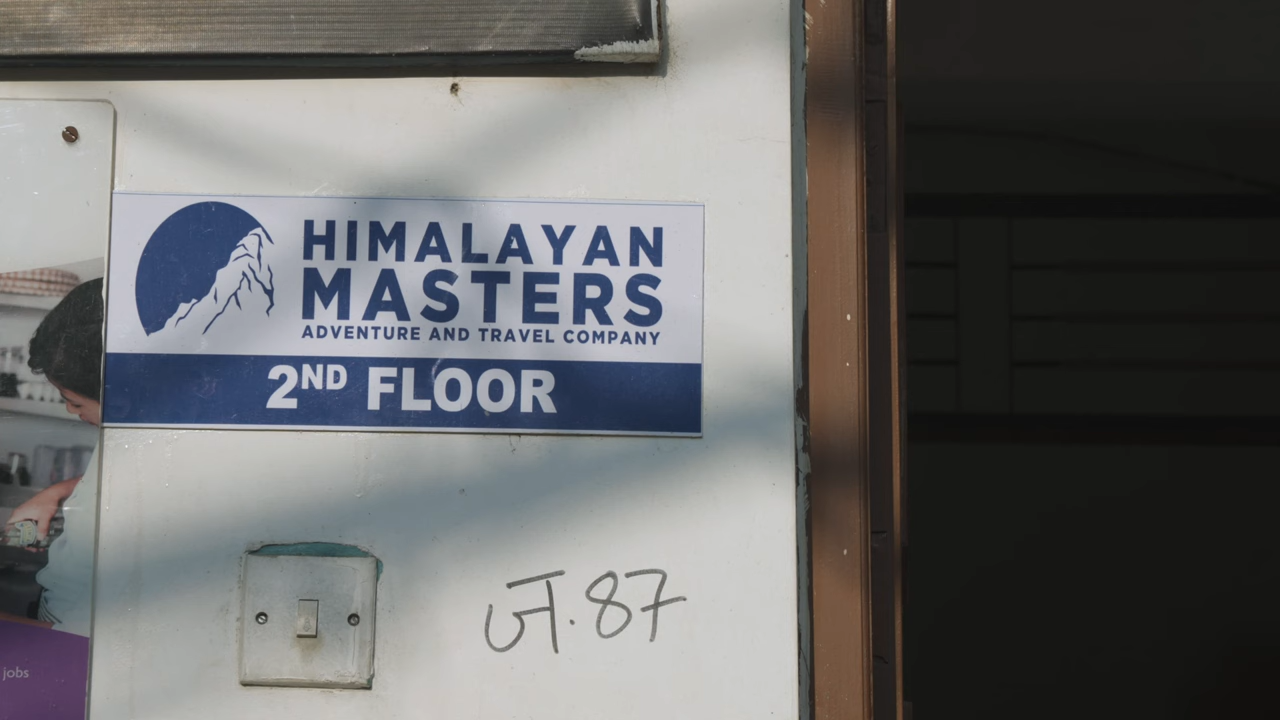 HIMALAYAN
MASTERS
ADVENTURE AND TRAVEL COMPANY
2ND FLOOR
ज.87
jobs